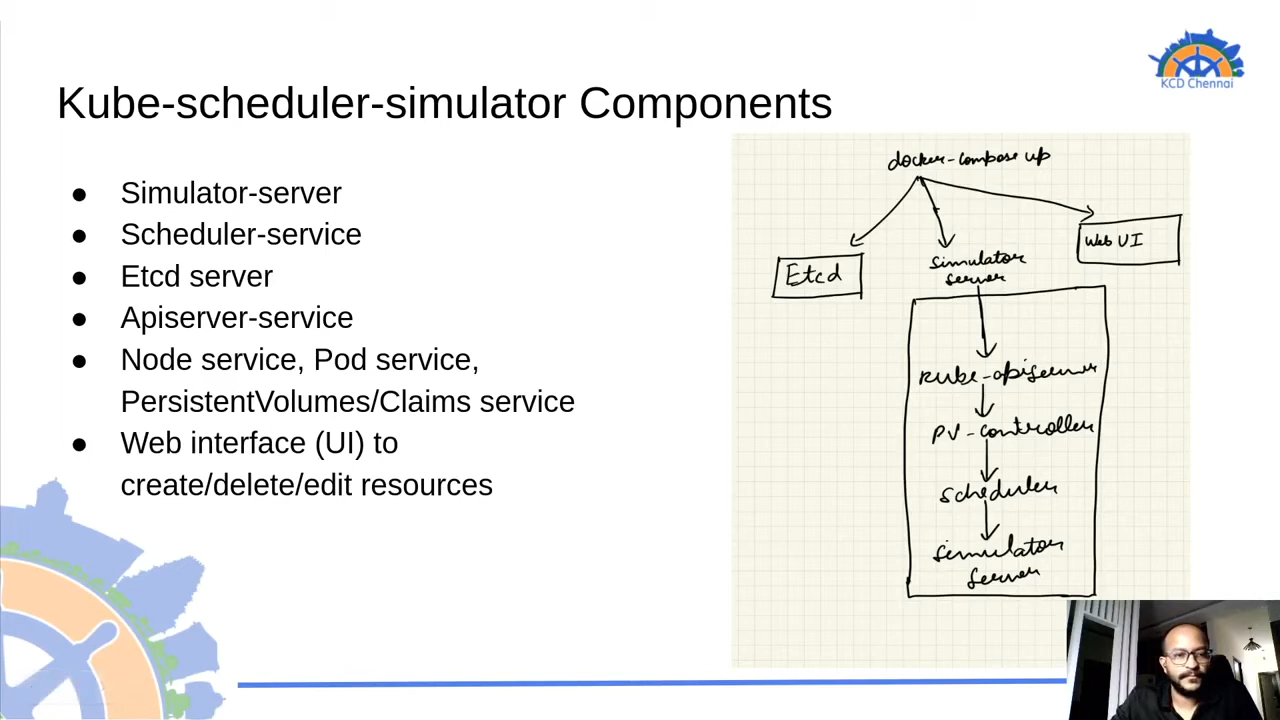 KCD Chennai
Kube-scheduler-simulator Components
● Simulator-server
● Scheduler-service
● Etcd server
● Apiserver-service
● Node service, Pod service,
PersistentVolumes/Claims service
● Web interface (UI) to
create/delete/edit resources
docker-compose up
Etcd
simulator
server
Web UI
Kube-apiserver
PV-controller
scheduler
simulator
server